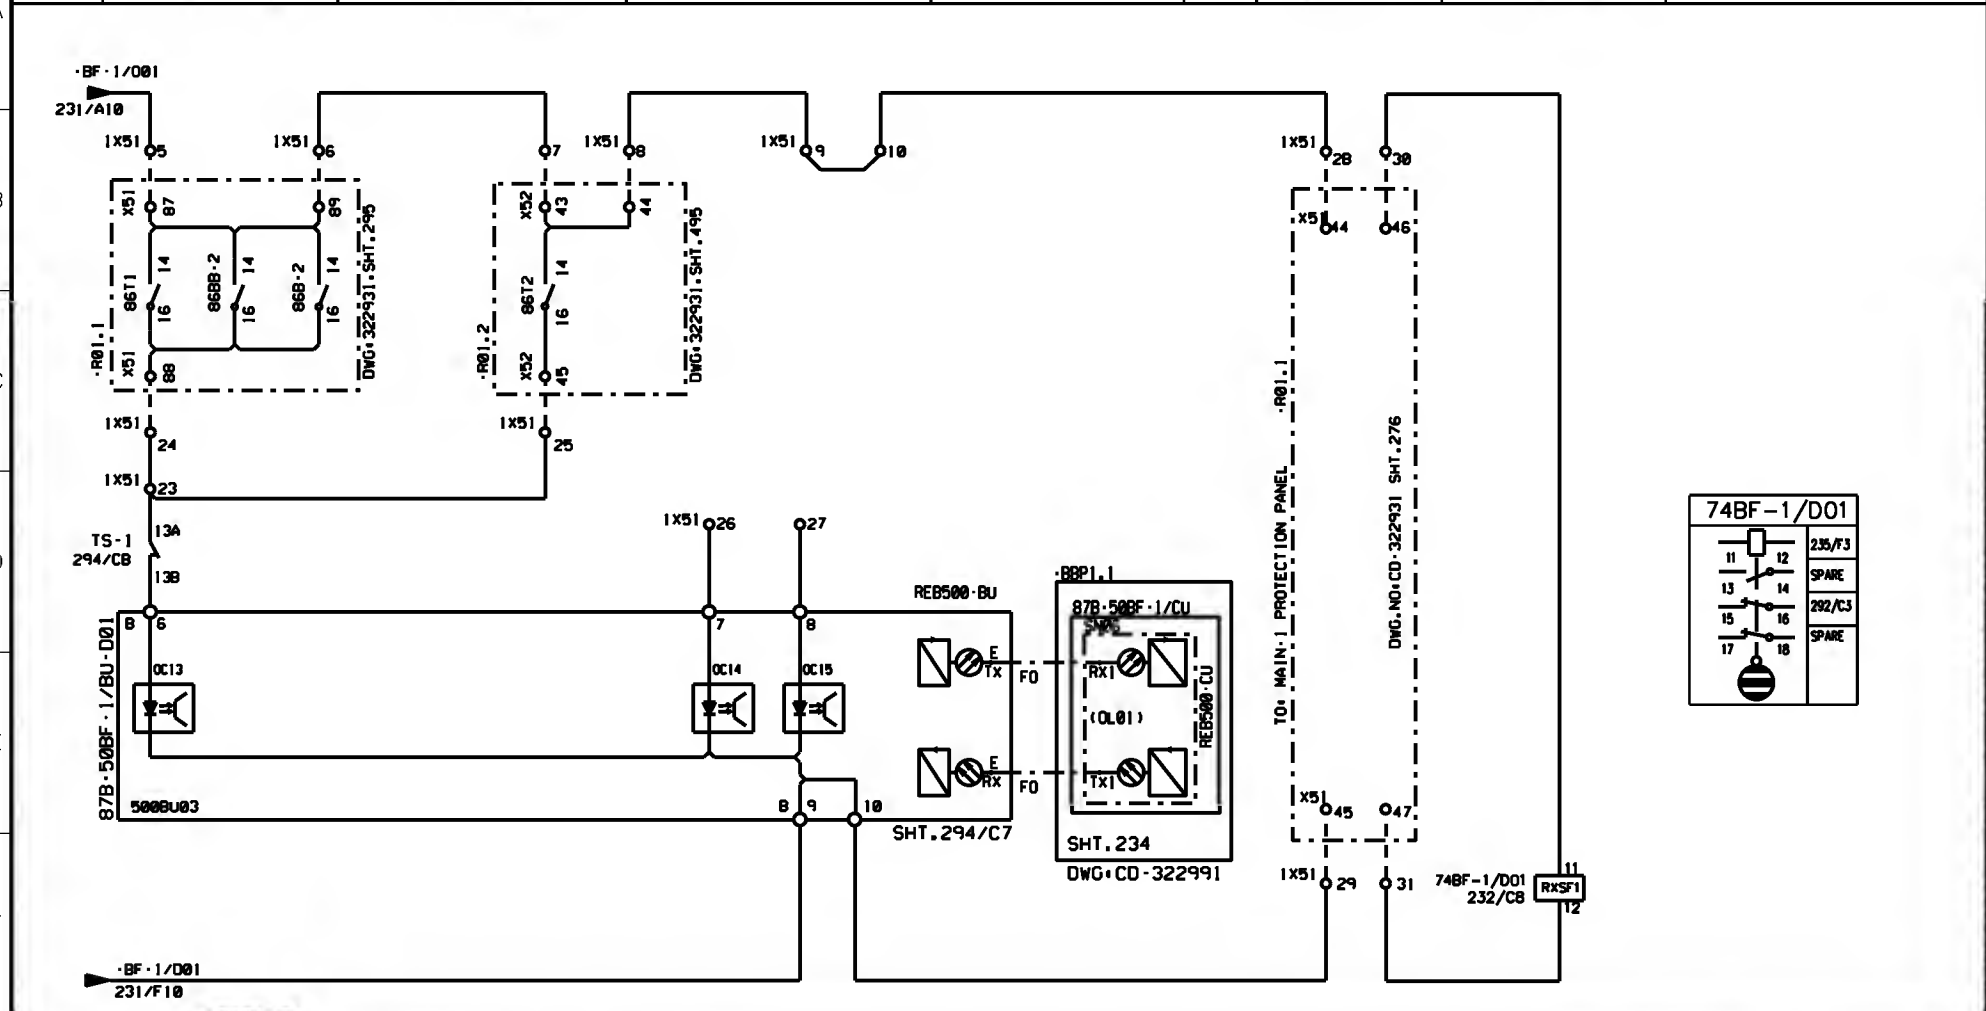 ·BF·1/D01
231/A10
1X51 5
1X51 6
7
1X51 8
1X51 9
10
1X51 28
30
X51 87
89
86T1 14 16
86BB·2 14 16
86B·2 14 16
·R01.1
X51 88
DWG:322931.SHT.295
X52 43
44
86T2 14 16
·R01.2
X52 45
DWG:322931.SHT.495
X51 44
46
1X51 24
1X51 25
1X51 23
TS-1
294/C8
13A
13B
1X51 26
27
TO: MAIN.1 PROTECTION PANEL
·R01.1
DWG.NO:CD·322931 SHT.276
87B·50BF·1/BU·D01
B 6
7
8
OC13
OC14
OC15
500BU03
B 9
10
REB500·BU
E
TX
FO
E
RX
FO
SHT.294/C7
·BBP1.1
87B·50BF·1/CU
RX1
(OL01)
TX1
REB500·CU
SHT.234
DWG:CD-322991
X51 45
47
1X51 29
31
74BF-1/D01
232/C8
11
RXSF1
12
·BF·1/D01
231/F10
74BF-1/D01
11 12 235/F3
13 14 SPARE
15 16 292/C3
17 18 SPARE